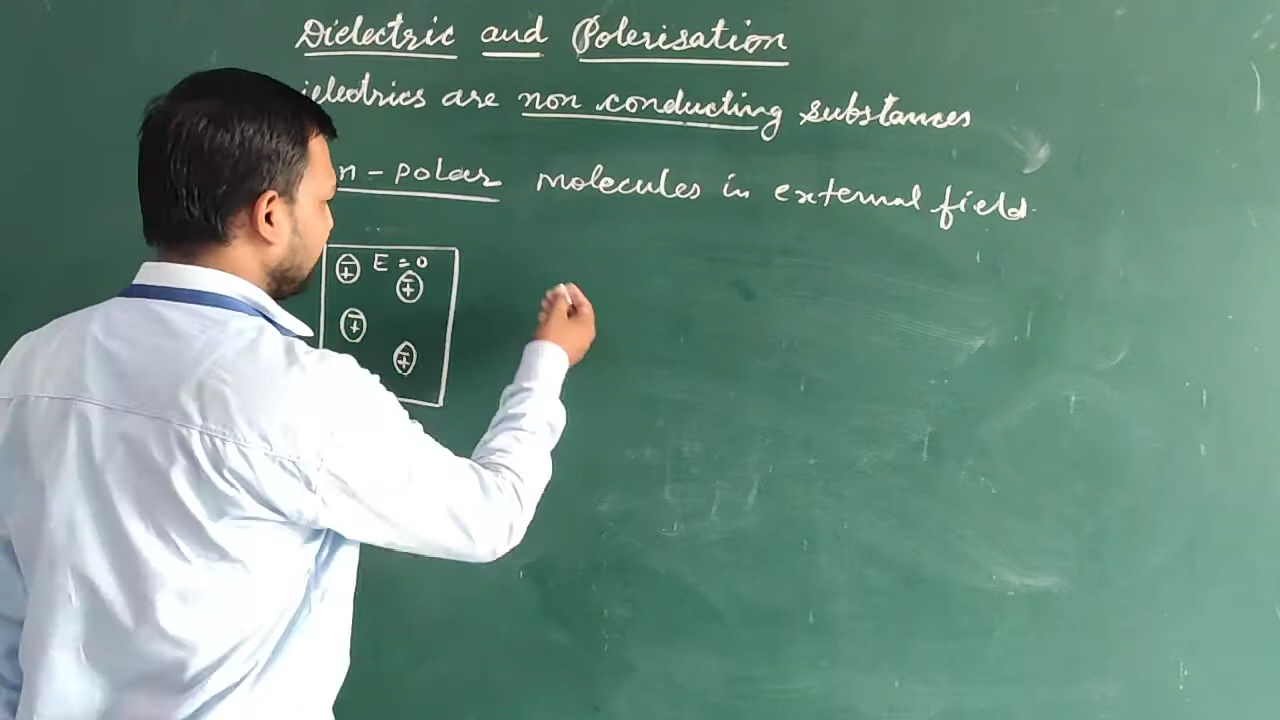 Dielectric and Polerisation
ielectrics are non conducting substances
n-polar molecules in external field.
E = 0